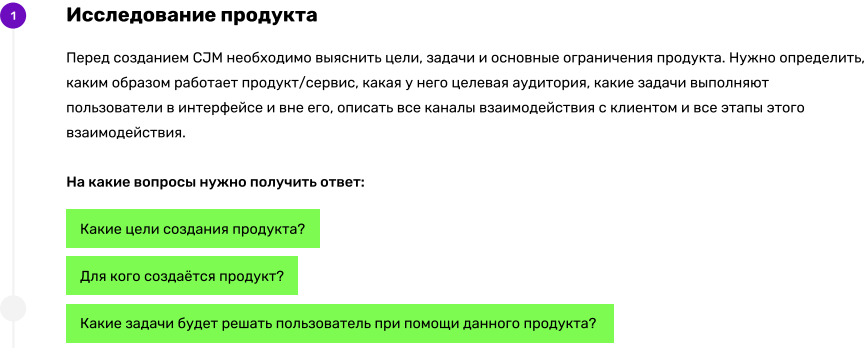 1
Исследование продукта
Перед созданием CJM необходимо выяснить цели, задачи и основные ограничения продукта. Нужно определить,
каким образом работает продукт/сервис, какая у него целевая аудитория, какие задачи выполняют
пользователи в интерфейсе и вне его, описать все каналы взаимодействия с клиентом и все этапы этого
взаимодействия.
На какие вопросы нужно получить ответ:
Какие цели создания продукта?
Для кого создаётся продукт?
Какие задачи будет решать пользователь при помощи данного продукта?